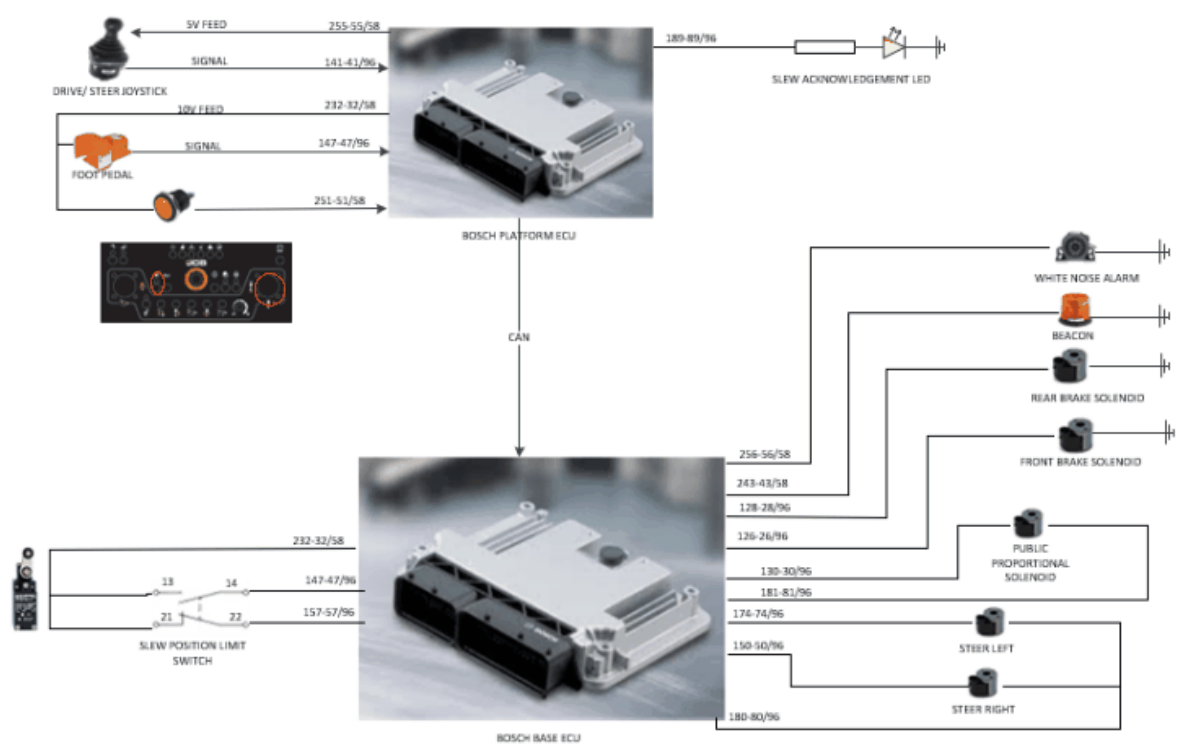 5V FEED
255-55/58
SIGNAL
141-41/96
DRIVE/ STEER JOYSTICK
10V FEED
232-32/58
SIGNAL
147-47/96
FOOT PEDAL
251-51/58
189-89/96
SLEW ACKNOWLEDGEMENT LED
BOSCH PLATFORM ECU
CAN
WHITE NOISE ALARM
BEACON
REAR BRAKE SOLENOID
FRONT BRAKE SOLENOID
256-56/58
243-43/58
128-28/96
126-26/96
130-30/96
181-81/96
174-74/96
150-50/96
180-80/96
PUBLIC
PROPORTIONAL
SOLENOID
STEER LEFT
STEER RIGHT
232-32/58
13
14
147-47/96
21
22
157-57/96
SLEW POSITION LIMIT
SWITCH
BOSCH BASE ECU